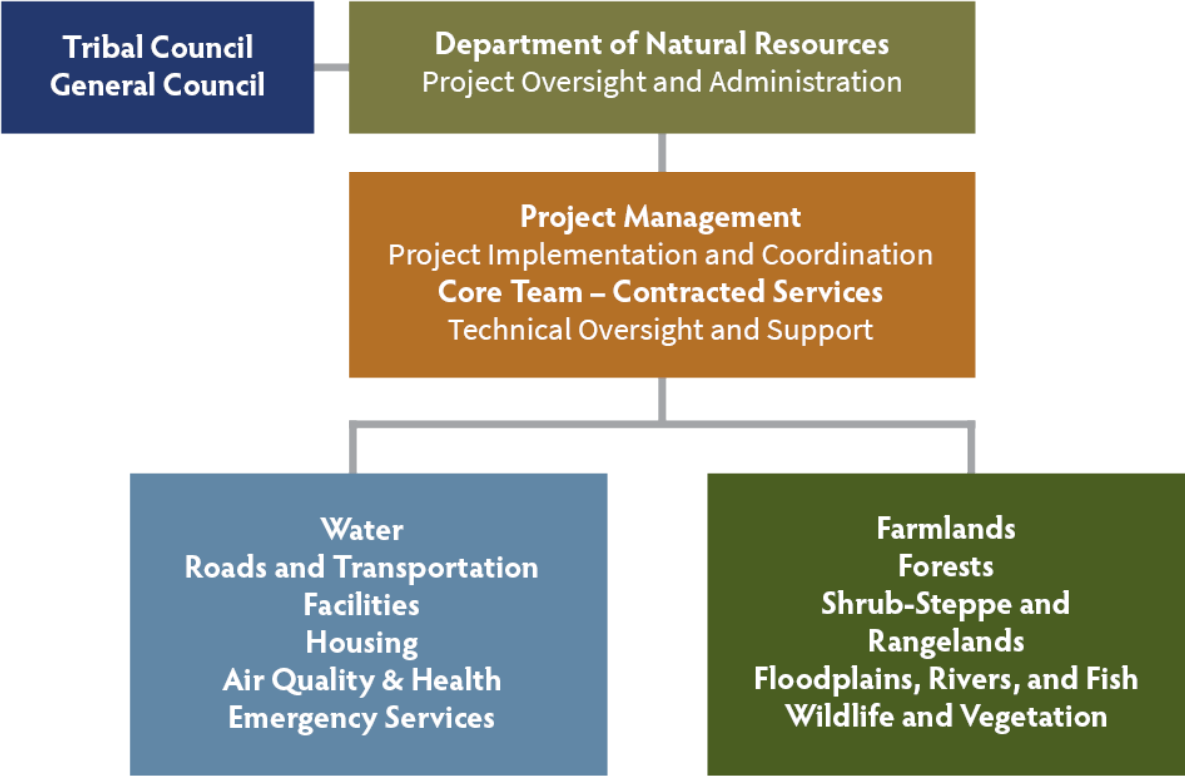 Tribal Council
General Council
Department of Natural Resources
Project Oversight and Administration
Project Management
Project Implementation and Coordination
Core Team – Contracted Services
Technical Oversight and Support
Water
Roads and Transportation
Facilities
Housing
Air Quality & Health
Emergency Services
Farmlands
Forests
Shrub-Steppe and
Rangelands
Floodplains, Rivers, and Fish
Wildlife and Vegetation